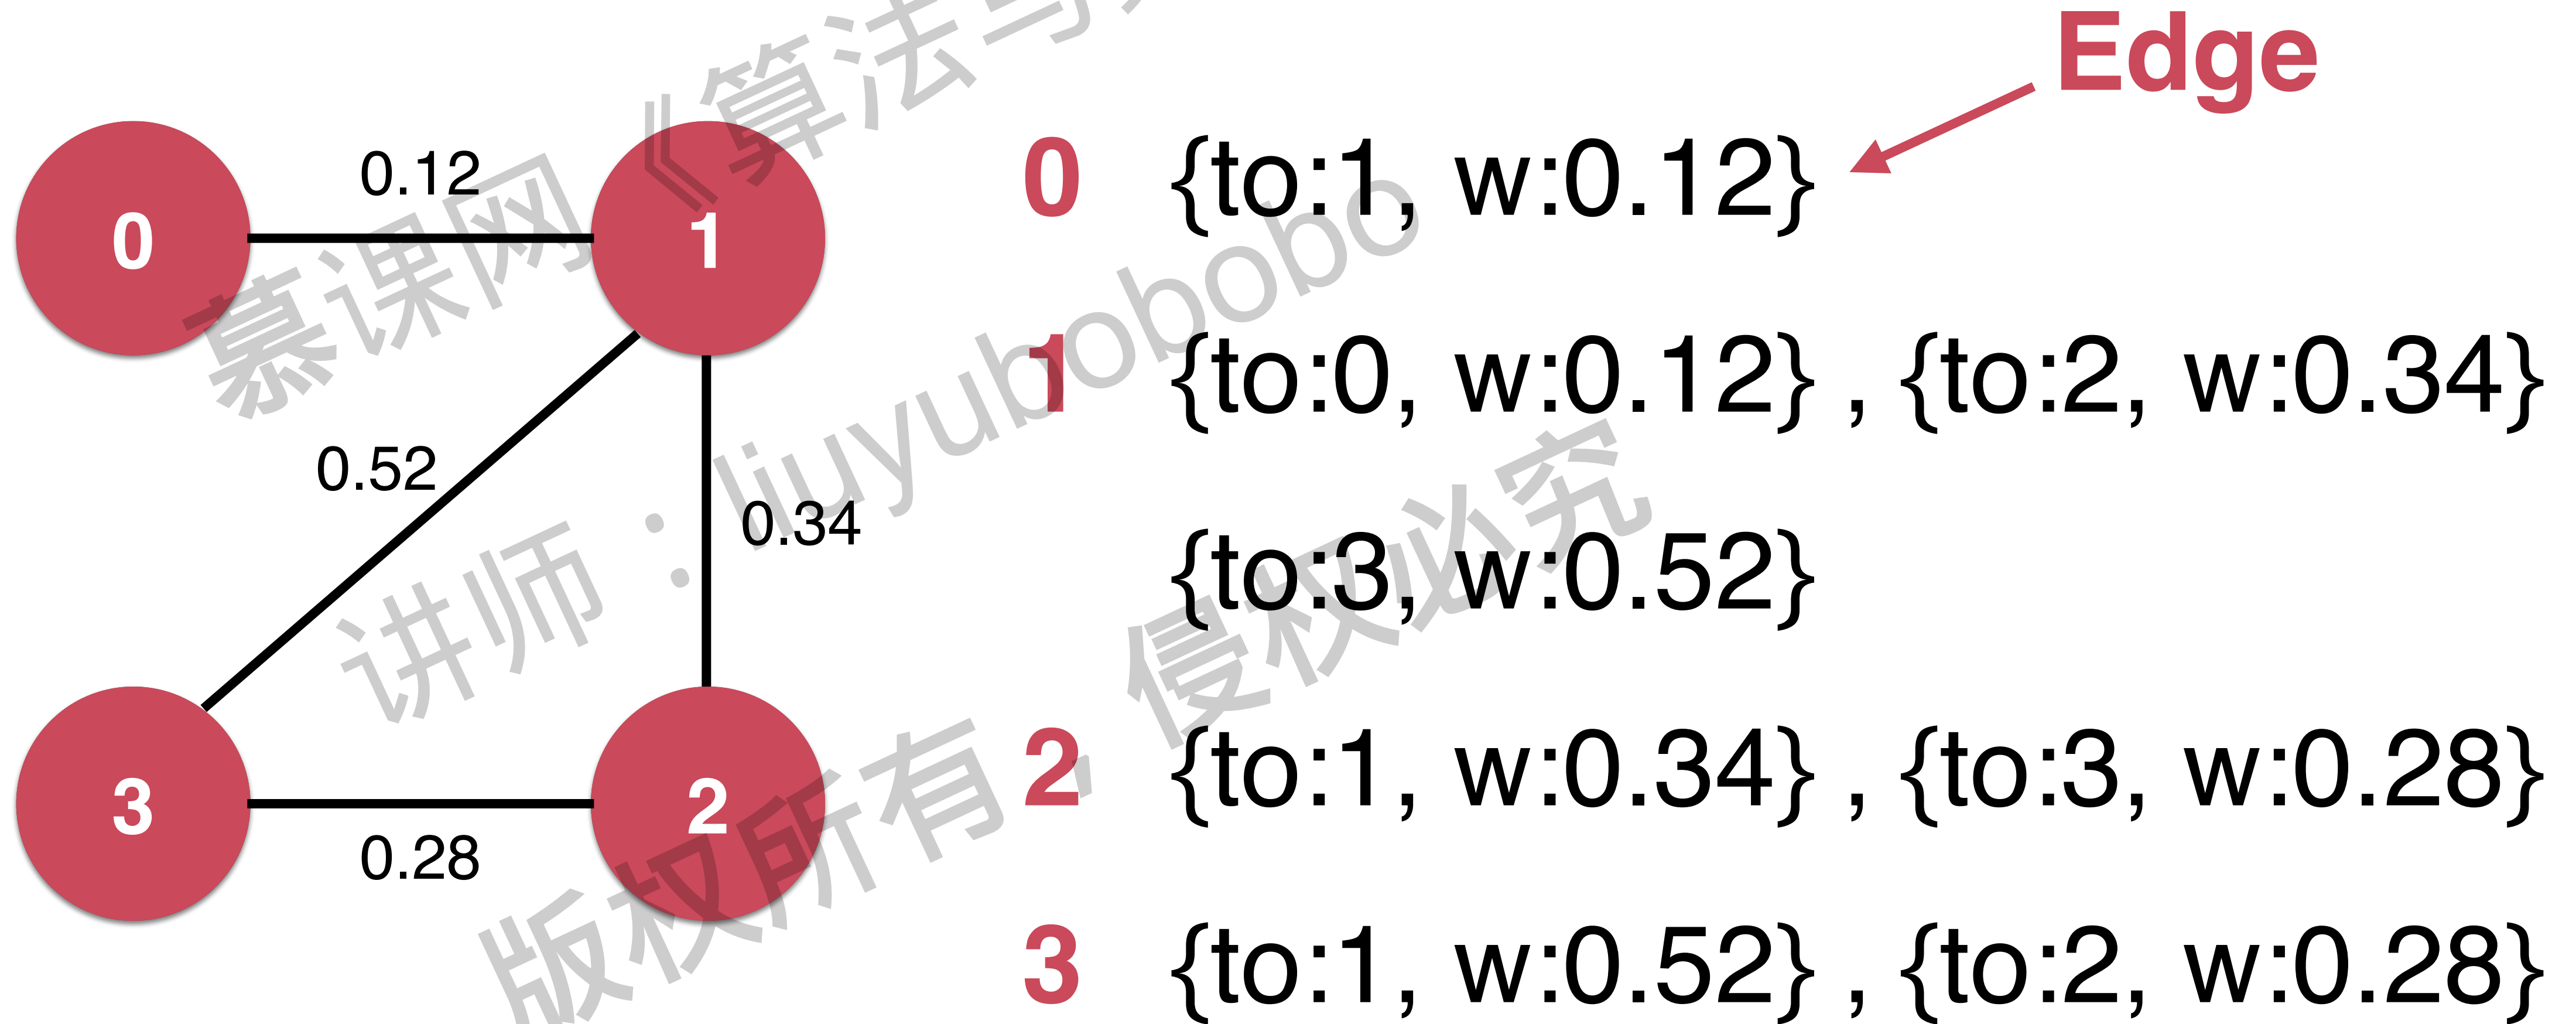 Edge
0 {to:1, w:0.12}
1 {to:0, w:0.12} , {to:2, w:0.34}
{to:3, w:0.52}
2 {to:1, w:0.34} , {to:3, w:0.28}
3 {to:1, w:0.52} , {to:2, w:0.28}
0
0.12
1
0.52
0.34
3
0.28
2
慕课网《算法与
讲师：liuyubobobo
版权所有，侵权必究